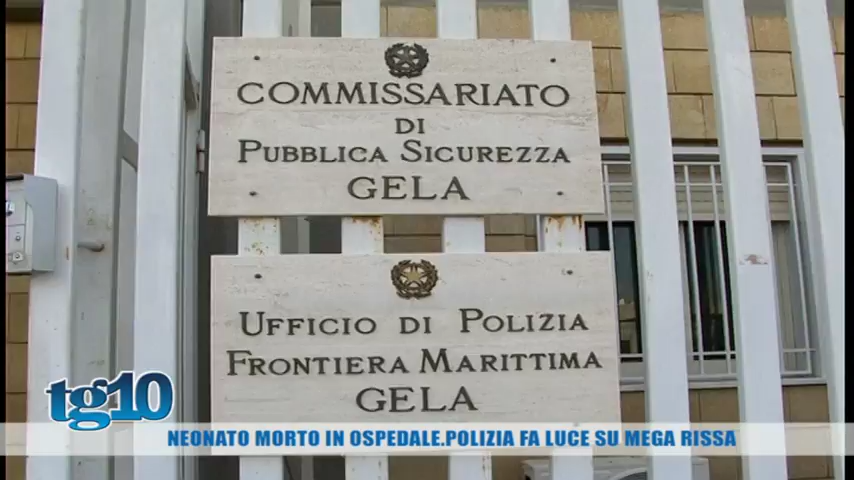 COMMISSARIATO
DI
PUBBLICA SICUREZZA
GELA
UFFICIO DI POLIZIA
FRONTIERA MARITTIMA
GELA
tg10
NEONATO MORTO IN OSPEDALE.POLIZIA FA LUCE SU MEGA RISSA